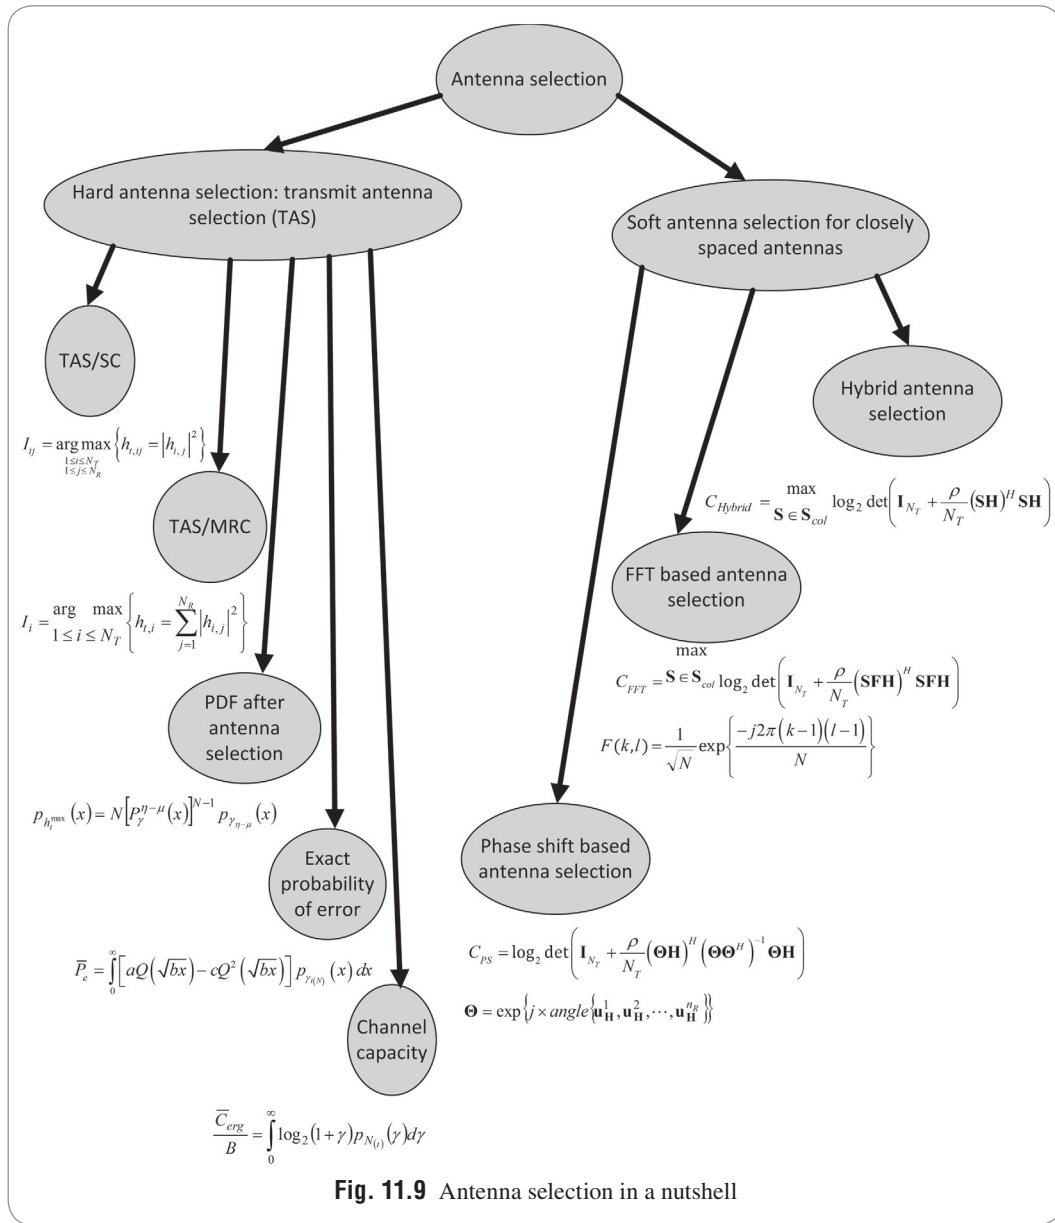 Antenna selection
Hard antenna selection: transmit antenna
selection (TAS)
Soft antenna selection for closely
spaced antennas
TAS/SC
I_{ij} = arg max_{1≤i≤N_T, 1≤j≤N_R} {h_{t,ij} = |h_{i,j}|^2}
TAS/MRC
I_i = arg max_{1≤i≤N_T} {h_{t,i} = ∑_{j=1}^{N_R} |h_{i,j}|^2}
PDF after
antenna
selection
p_{h_t^{max}}(x) = N[P_γ^{η−μ}(x)]^{N−1} p_{γ_{η−μ}}(x)
Exact
probability
of error
P̅_e = ∫_0^∞ [aQ(√bx) − cQ^2(√bx)] p_{γ_{t(N)}}(x) dx
Channel
capacity
C̅_{erg}/B = ∫_0^∞ log_2(1+γ) p_{N_{(t)}}(γ)dγ
Hybrid antenna
selection
C_{Hybrid} = max_{S ∈ S_{col}} log_2 det(I_{N_T} + ρ/N_T (SH)^H SH)
FFT based antenna
selection
C_{FFT} = max_{S ∈ S_{col}} log_2 det(I_{N_T} + ρ/N_T (SFH)^H SFH)
F(k,l) = 1/√N exp{−j2π(k−1)(l−1)/N}
Phase shift based
antenna selection
C_{PS} = log_2 det(I_{N_T} + ρ/N_T (ΘH)^H (ΘΘ^H)^{−1} ΘH)
Θ = exp{j × angle{u_H^1, u_H^2, ⋯, u_H^{n_R}}}
Fig. 11.9 Antenna selection in a nutshell